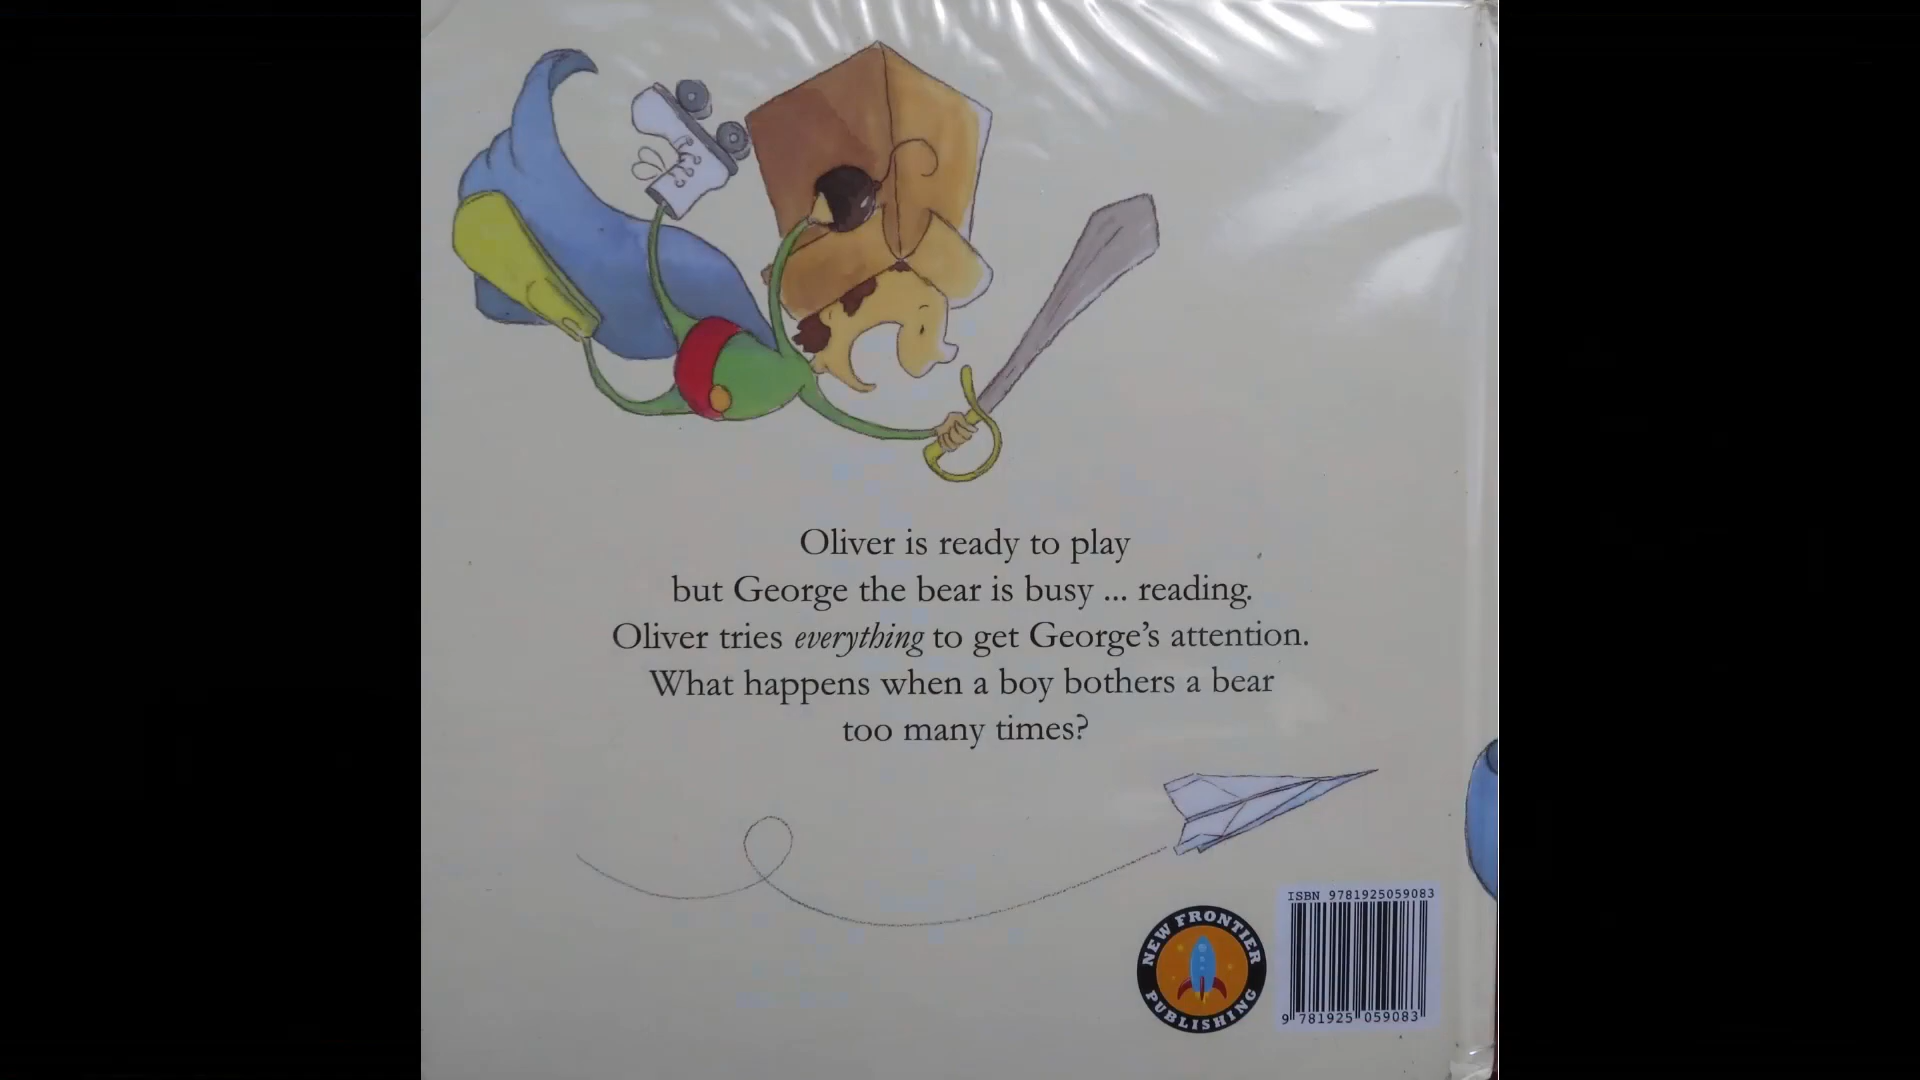 Oliver is ready to play
but George the bear is busy ... reading.
Oliver tries everything to get George's attention.
What happens when a boy bothers a bear
too many times?
NEW FRONTIER
PUBLISHING
ISBN 9781925059083
9 781925 059083